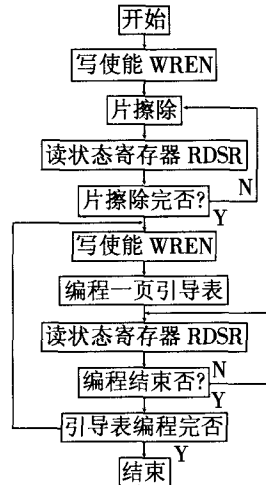 开始
写使能 WREN
片擦除
读状态寄存器 RDSR
片擦除完否?
N
Y
写使能 WREN
编程一页引导表
读状态寄存器 RDSR
编程结束否?
N
Y
引导表编程完否
Y
结束